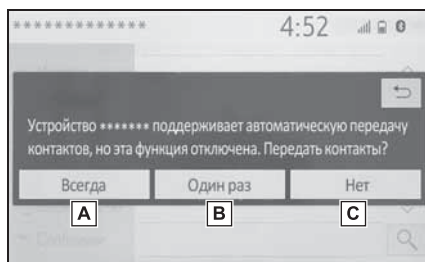 ************* 4:52
Устройство ******* поддерживает автоматическую передачу
контактов, но эта функция отключена. Передать контакты?
Всегда Один раз Нет
A B C